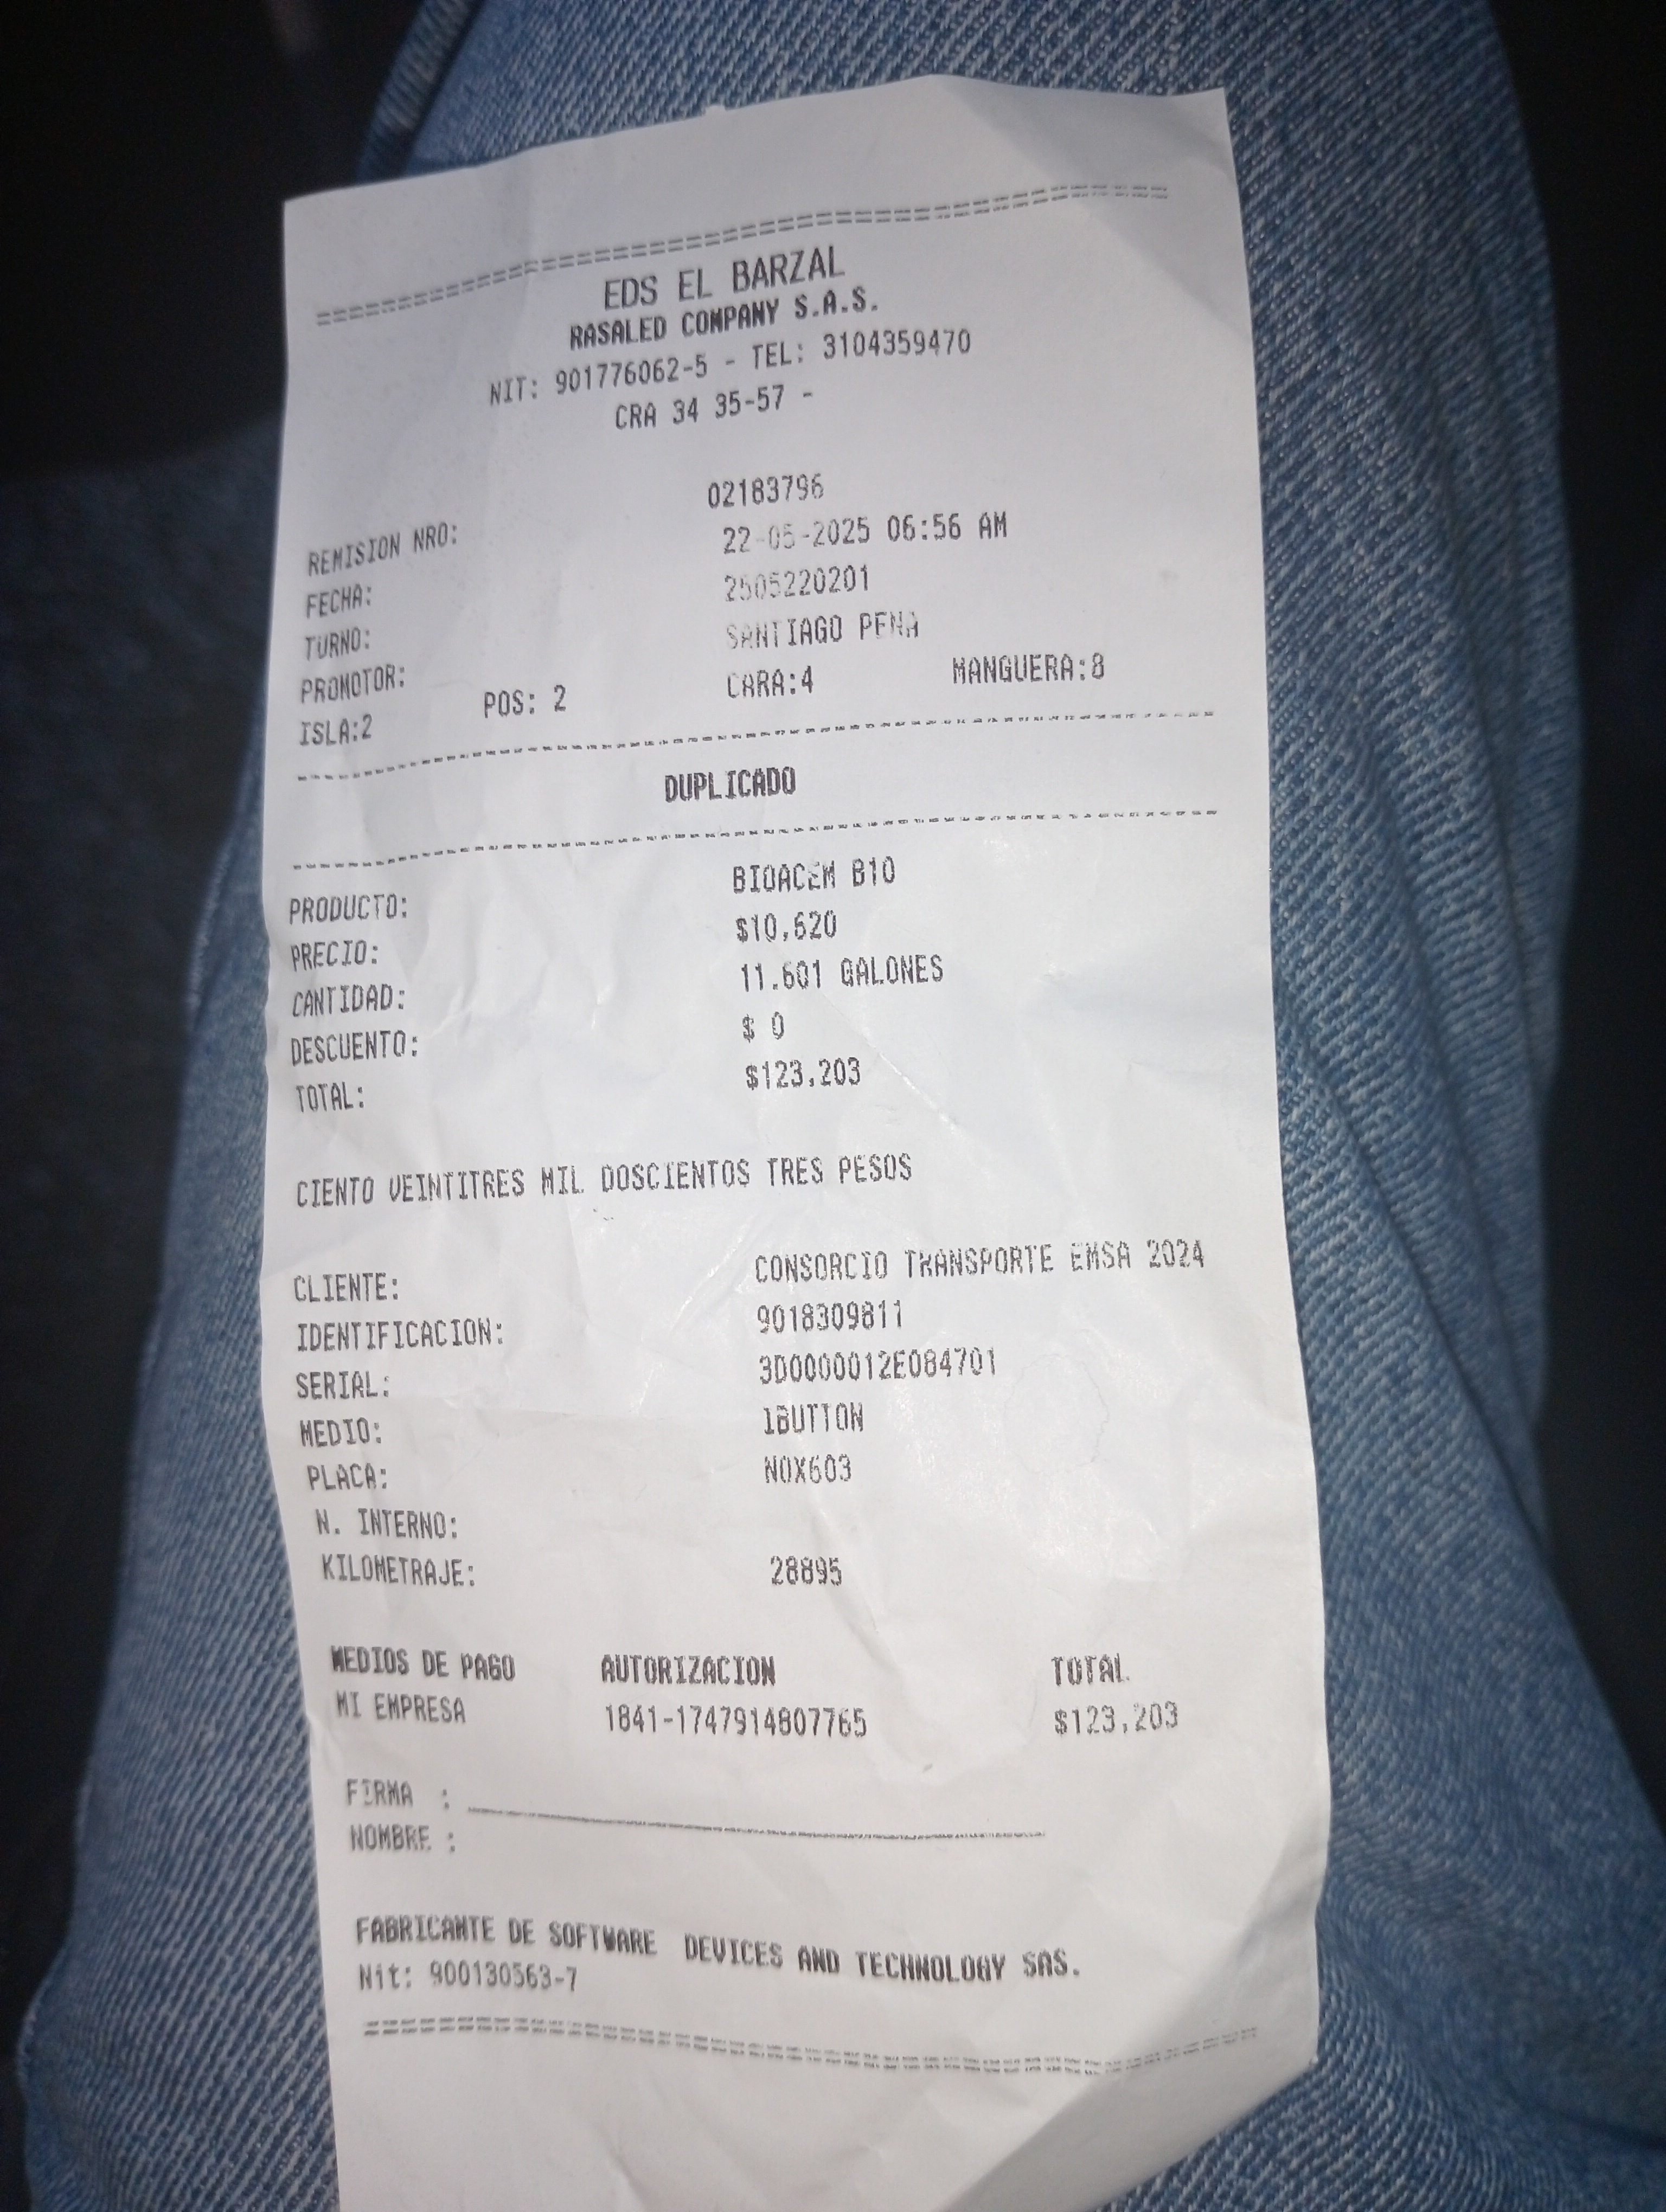 EDS EL BARZAL
RASALED COMPANY S.A.S.
NIT: 901776062-5 - TEL: 3104359470
CRA 34 35-57 -
REMISION NRO: 02183796
FECHA: 22-05-2025 06:56 AM
TURNO: 2505220201
PROMOTOR: SANTIAGO PENA
ISLA:2 POS: 2 CARA:4 MANGUERA:8
DUPLICADO
PRODUCTO: BIOACEM B10
PRECIO: $10,620
CANTIDAD: 11.601 GALONES
DESCUENTO: $ 0
TOTAL: $123,203
CIENTO VEINTITRES MIL DOSCIENTOS TRES PESOS
CLIENTE: CONSORCIO TRANSPORTE EMSA 2024
IDENTIFICACION: 9018309811
SERIAL: 3D0000012E084701
MEDIO: 1BUTTON
PLACA: NOX603
N. INTERNO:
KILOMETRAJE: 28895
MEDIOS DE PAGO AUTORIZACION TOTAL
MI EMPRESA 1841-1747914807765 $123,203
FIRMA :
NOMBRE :
FABRICANTE DE SOFTWARE DEVICES AND TECHNOLOGY SAS.
Nit: 900130563-7